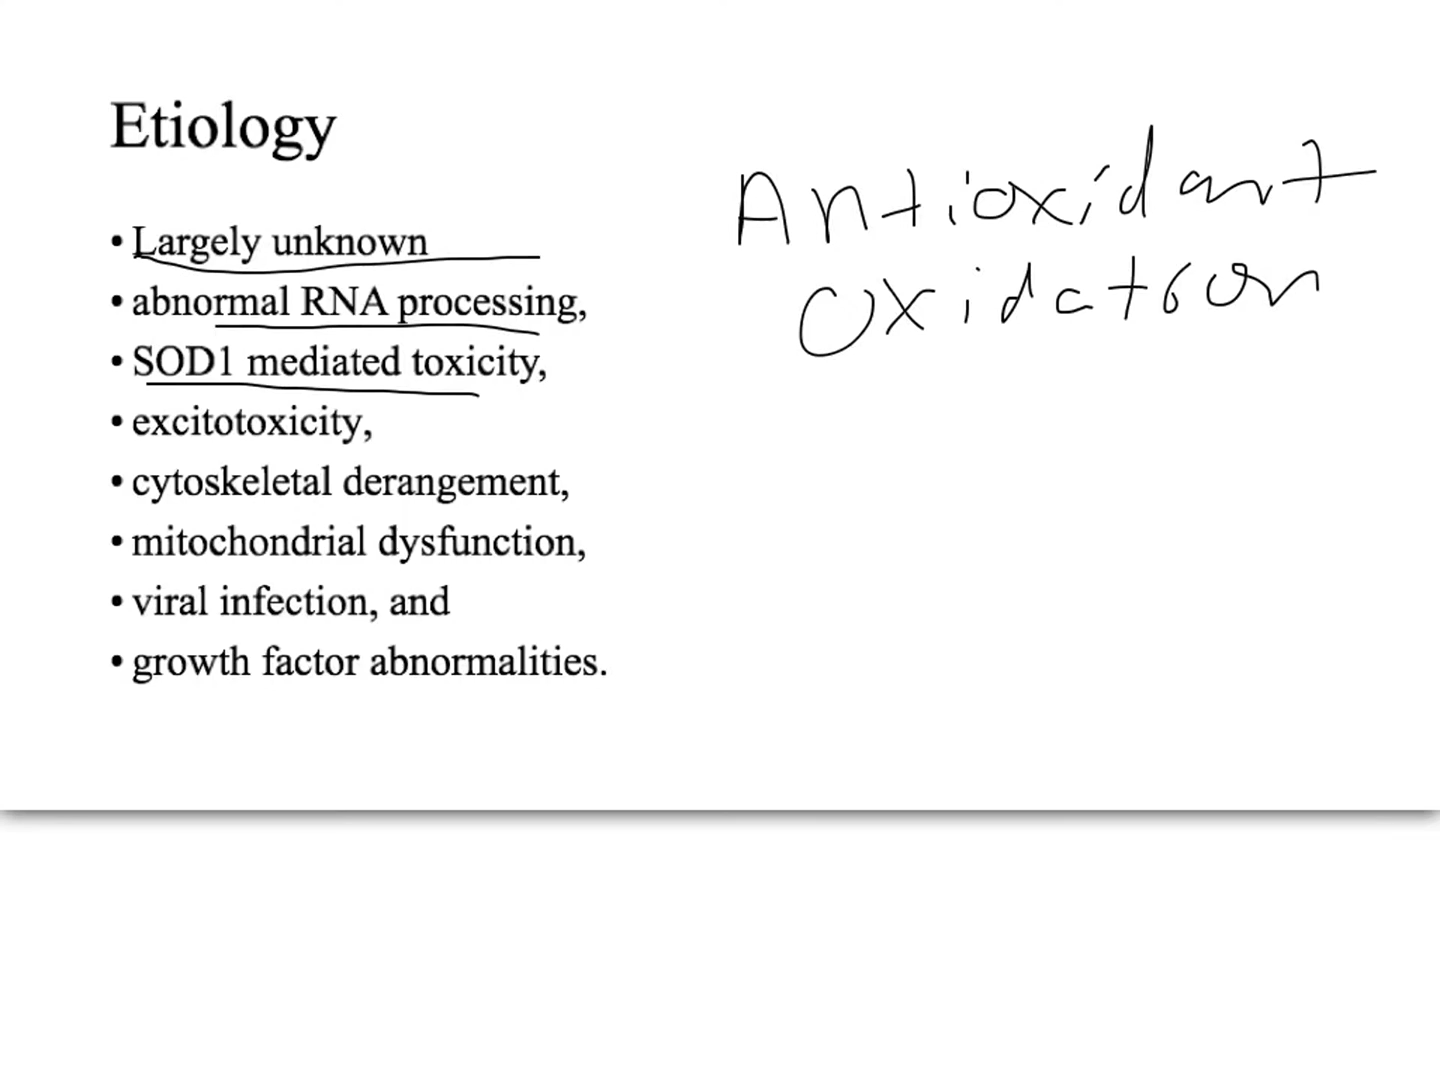 Etiology
• Largely unknown
• abnormal RNA processing,
• SOD1 mediated toxicity,
• excitotoxicity,
• cytoskeletal derangement,
• mitochondrial dysfunction,
• viral infection, and
• growth factor abnormalities.
Antioxidant
Oxidation